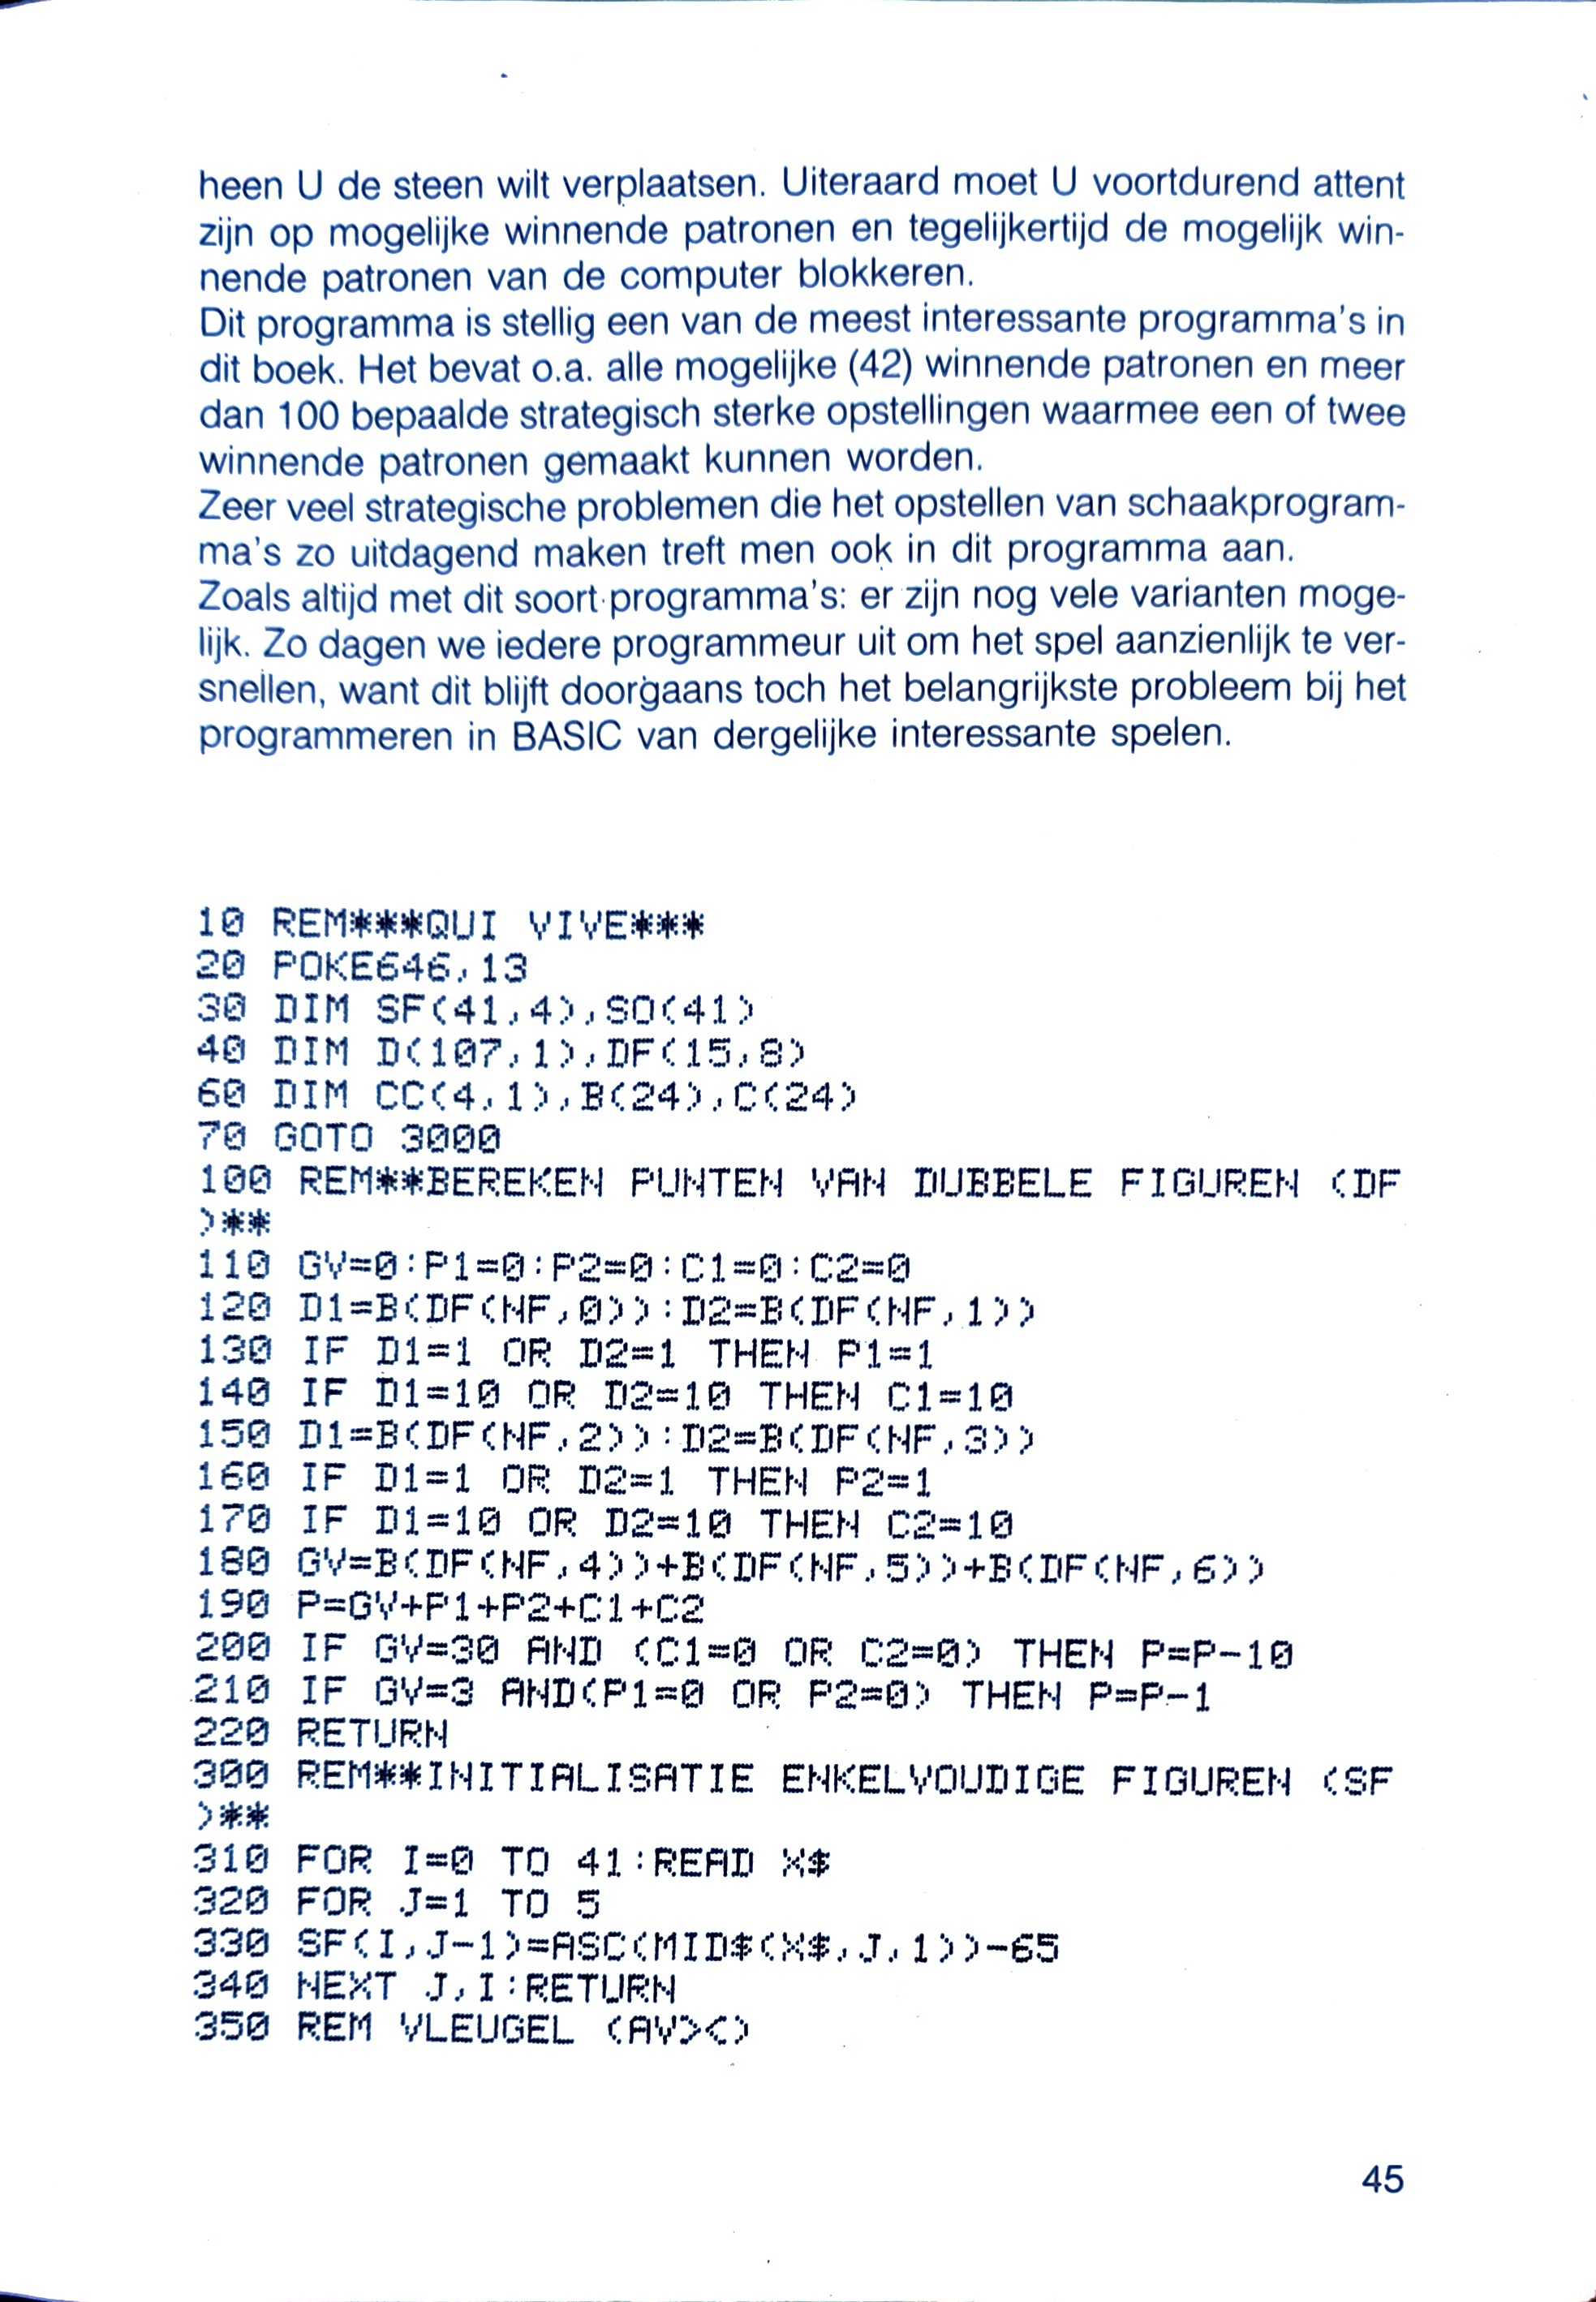 heen U de steen wilt verplaatsen. Uiteraard moet U voortdurend attent
zijn op mogelijke winnende patronen en tegelijkertijd de mogelijk win-
nende patronen van de computer blokkeren.
Dit programma is stellig een van de meest interessante programma's in
dit boek. Het bevat o.a. alle mogelijke (42) winnende patronen en meer
dan 100 bepaalde strategisch sterke opstellingen waarmee een of twee
winnende patronen gemaakt kunnen worden.
Zeer veel strategische problemen die het opstellen van schaakprogram-
ma's zo uitdagend maken treft men ook in dit programma aan.
Zoals altijd met dit soort programma's: er zijn nog vele varianten moge-
lijk. Zo dagen we iedere programmeur uit om het spel aanzienlijk te ver-
snellen, want dit blijft doorgaans toch het belangrijkste probleem bij het
programmeren in BASIC van dergelijke interessante spelen.
10 REM***QUI VIVE***
20 POKE646,13
30 DIM SF(41,4),SO(41)
40 DIM D(107,1),DF(15,8)
60 DIM CC(4,1),B(24),C(24)
70 GOTO 3000
100 REM**BEREKEN PUNTEN VAN DUBBELE FIGUREN (DF
)**
110 GV=0:P1=0:P2=0:C1=0:C2=0
120 D1=B(DF(NF,0)):D2=B(DF(NF,1))
130 IF D1=1 OR D2=1 THEN P1=1
140 IF D1=10 OR D2=10 THEN C1=10
150 D1=B(DF(NF,2)):D2=B(DF(NF,3))
160 IF D1=1 OR D2=1 THEN P2=1
170 IF D1=10 OR D2=10 THEN C2=10
180 GV=B(DF(NF,4))+B(DF(NF,5))+B(DF(NF,6))
190 P=GV+P1+P2+C1+C2
200 IF GV=30 AND (C1=0 OR C2=0) THEN P=P-10
210 IF GV=3 AND(P1=0 OR P2=0) THEN P=P-1
220 RETURN
300 REM**INITIALISATIE ENKELVOUDIGE FIGUREN (SF
)**
310 FOR I=0 TO 41:READ X$
320 FOR J=1 TO 5
330 SF(I,J-1)=ASC(MID$(X$,J,1))-65
340 NEXT J,I:RETURN
350 REM VLEUGEL (AV><)
45